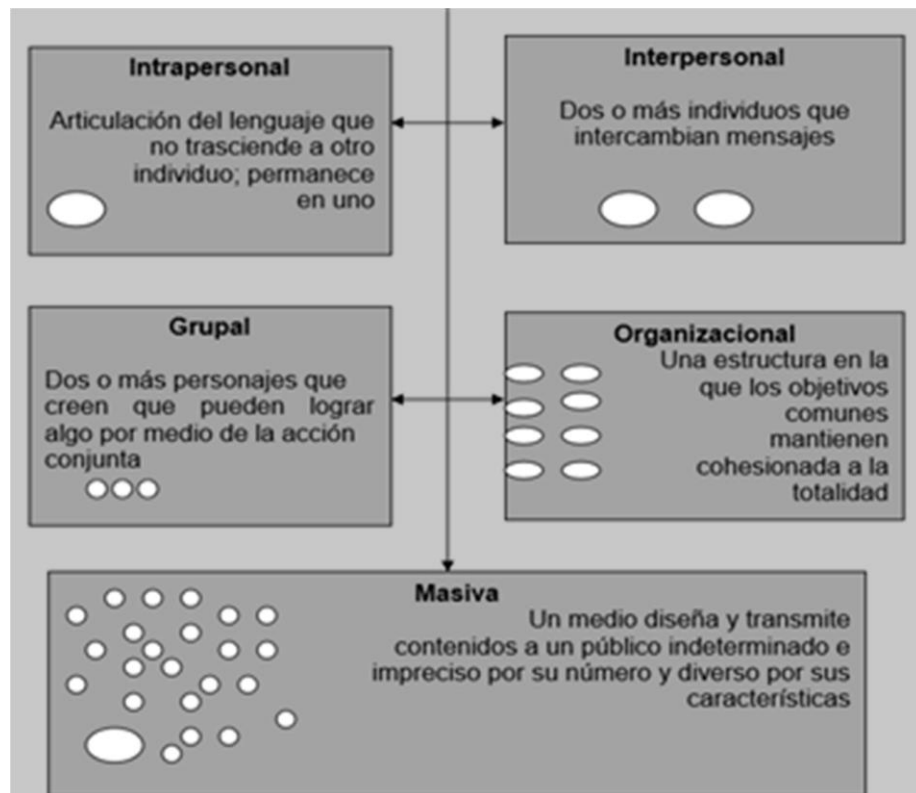 Intrapersonal
Articulación del lenguaje que
no trasciende a otro
individuo; permanece
en uno
Interpersonal
Dos o más individuos que
intercambian mensajes
Grupal
Dos o más personajes que
creen que pueden lograr
algo por medio de la acción
conjunta
Organizacional
Una estructura en la
que los objetivos
comunes
mantienen
cohesionada a la
totalidad
Masiva
Un medio diseña y transmite
contenidos a un público indeterminado e
impreciso por su número y diverso por sus
características